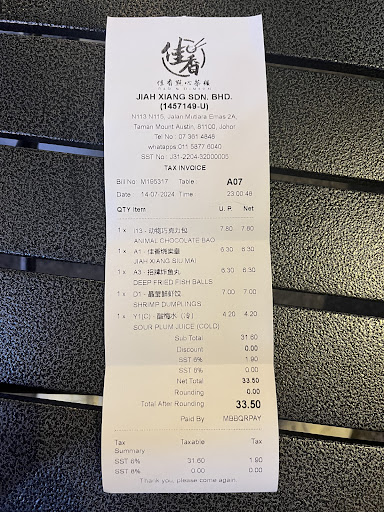 佳香
佳香點心茶樓
JIAH XIANG SDN. BHD.
(1457149-U)
N113 N115, Jalan Mutiara Emas 2A,
Taman Mount Austin, 81100, Johor
Tel No : 07 361 4848
whatapps 011 5877 6040
SST No : J31-2204-32000005
TAX INVOICE
Bill No : M195317 Table : A07
Date : 14-07-2024 Time : 23:00:48
QTY Item U. P. Net
1 x I13 - 动物巧克力包 7.80 7.80
ANIMAL CHOCOLATE BAO
1 x A1 - 佳香烧卖皇 6.30 6.30
JIAH XIANG SIU MAI
1 x A3 - 招牌炸鱼丸 6.30 6.30
DEEP FRIED FISH BALLS
1 x D1 - 晶莹鲜虾饺 7.00 7.00
SHRIMP DUMPLINGS
1 x Y1(C) - 酸梅水 (冷) 4.20 4.20
SOUR PLUM JUICE (COLD)
Sub Total 31.60
Discount 0.00
SST 6% 1.90
SST 8% 0.00
Net Total 33.50
Rounding 0.00
Total After Rounding 33.50
Paid By MBBQRPAY
Tax Summary Taxable Tax
SST 6% 31.60 1.90
SST 8% 0.00 0.00
Thank you, please come again.